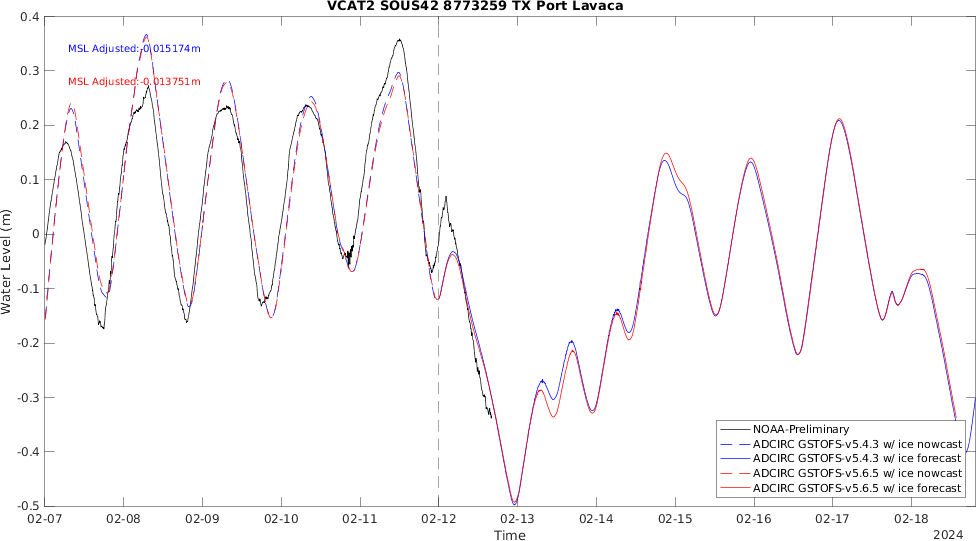 VCAT2 SOUS42 8773259 TX Port Lavaca
MSL Adjusted:-0.015174m
MSL Adjusted:-0.013751m
0.4
0.3
0.2
0.1
0
-0.1
-0.2
-0.3
-0.4
-0.5
Water Level (m)
NOAA-Preliminary
ADCIRC GSTOFS-v5.4.3 w/ ice nowcast
ADCIRC GSTOFS-v5.4.3 w/ ice forecast
ADCIRC GSTOFS-v5.6.5 w/ ice nowcast
ADCIRC GSTOFS-v5.6.5 w/ ice forecast
02-07 02-08 02-09 02-10 02-11 02-12 02-13 02-14 02-15 02-16 02-17 02-18
Time
2024